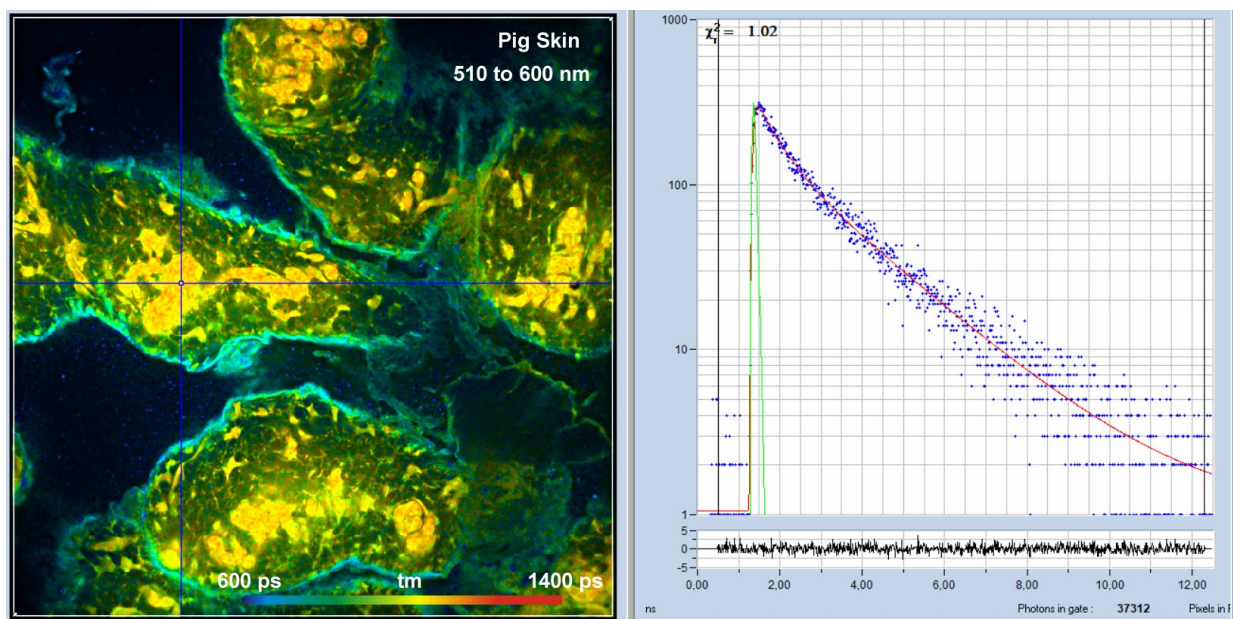 Pig Skin
510 to 600 nm
600 ps tm 1400 ps
χ²r = 1.02
1000
100
10
1
5
0
-5
0,00 2,00 4,00 6,00 8,00 10,00 12,00
ns Photons in gate : 37312 Pixels in